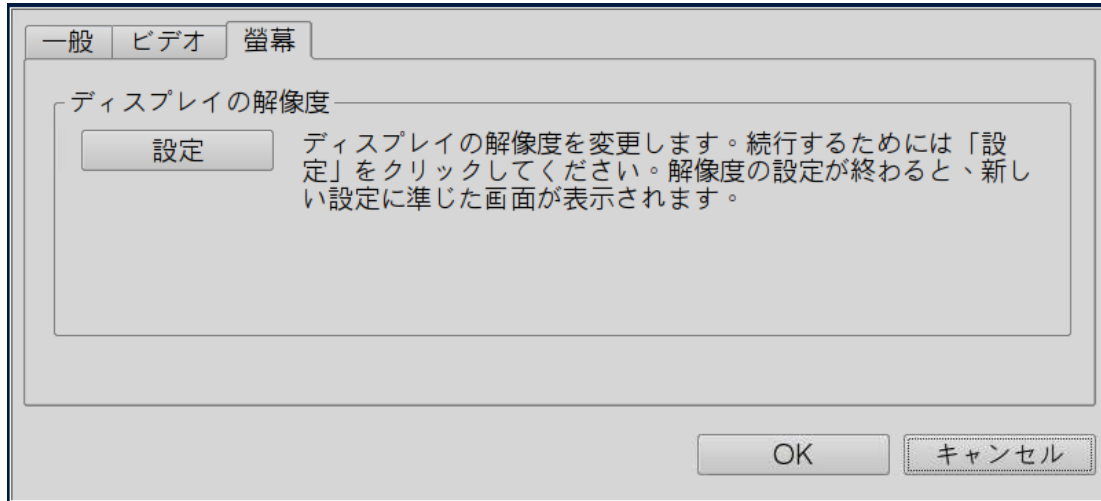 一般 ビデオ 螢幕
ディスプレイの解像度
設定
ディスプレイの解像度を変更します。続行するためには「設
定」をクリックしてください。解像度の設定が終わると、新し
い設定に準じた画面が表示されます。
OK キャンセル